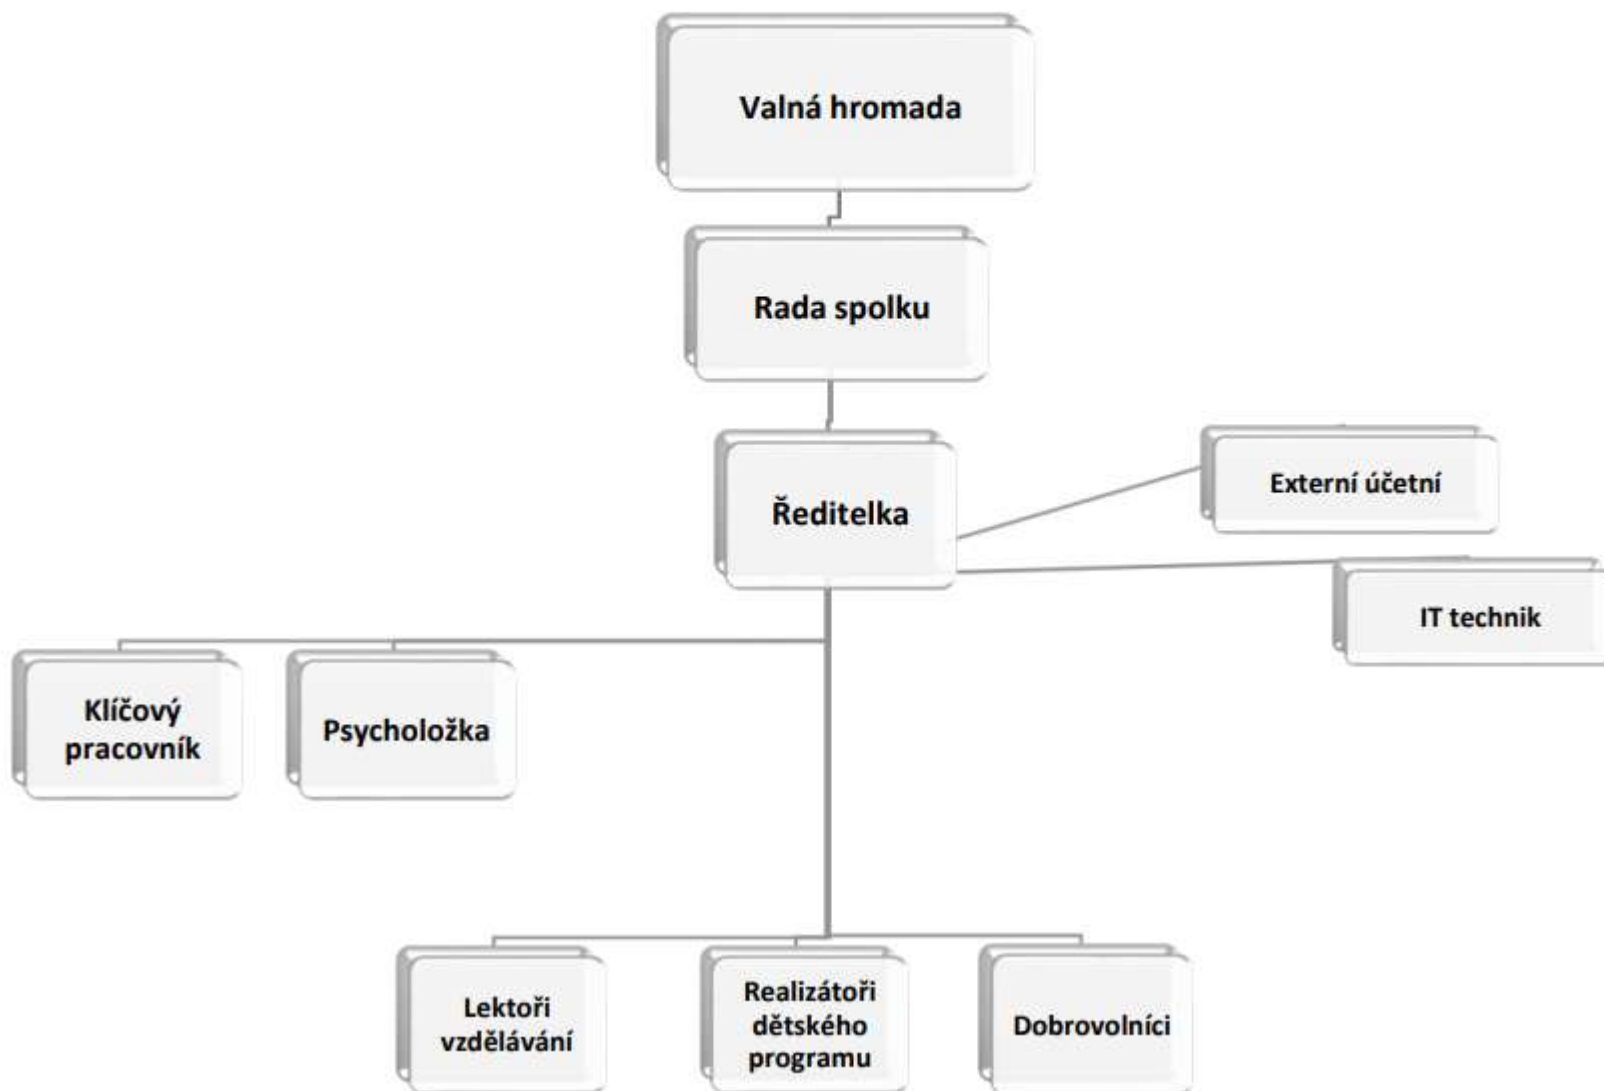 Valná hromada
Rada spolku
Ředitelka
Externí účetní
IT technik
Klíčový
pracovník
Psycholožka
Lektoři
vzdělávání
Realizátoři
dětského
programu
Dobrovolníci